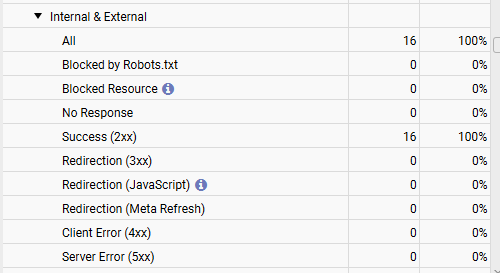 Internal & External
All 16 100%
Blocked by Robots.txt 0 0%
Blocked Resource 0 0%
No Response 0 0%
Success (2xx) 16 100%
Redirection (3xx) 0 0%
Redirection (JavaScript) 0 0%
Redirection (Meta Refresh) 0 0%
Client Error (4xx) 0 0%
Server Error (5xx) 0 0%